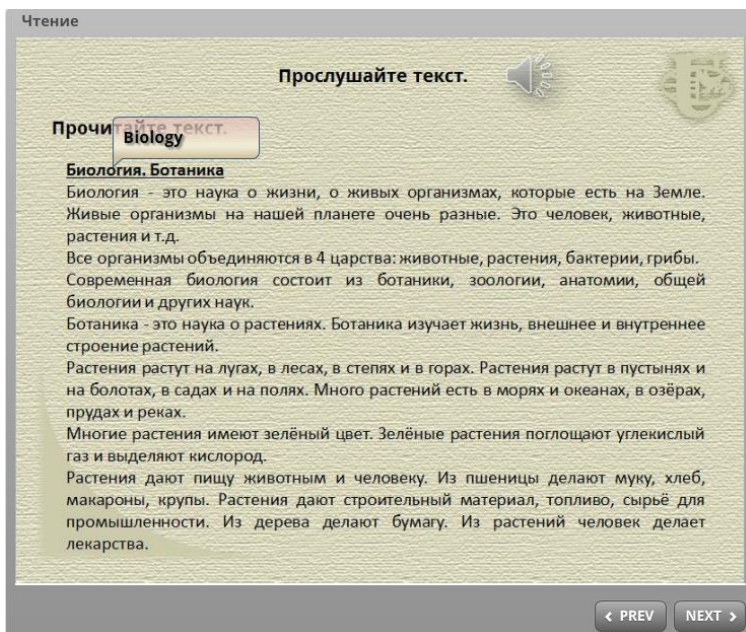 Чтение
Прослушайте текст.
Прочитайте текст.
Biology
Биология. Ботаника
Биология - это наука о жизни, о живых организмах, которые есть на Земле.
Живые организмы на нашей планете очень разные. Это человек, животные,
растения и т.д.
Все организмы объединяются в 4 царства: животные, растения, бактерии, грибы.
Современная биология состоит из ботаники, зоологии, анатомии, общей
биологии и других наук.
Ботаника - это наука о растениях. Ботаника изучает жизнь, внешнее и внутреннее
строение растений.
Растения растут на лугах, в лесах, в степях и в горах. Растения растут в пустынях и
на болотах, в садах и на полях. Много растений есть в морях и океанах, в озёрах,
прудах и реках.
Многие растения имеют зелёный цвет. Зелёные растения поглощают углекислый
газ и выделяют кислород.
Растения дают пищу животным и человеку. Из пшеницы делают муку, хлеб,
макароны, крупы. Растения дают строительный материал, топливо, сырьё для
промышленности. Из дерева делают бумагу. Из растений человек делает
лекарства.
PREV NEXT